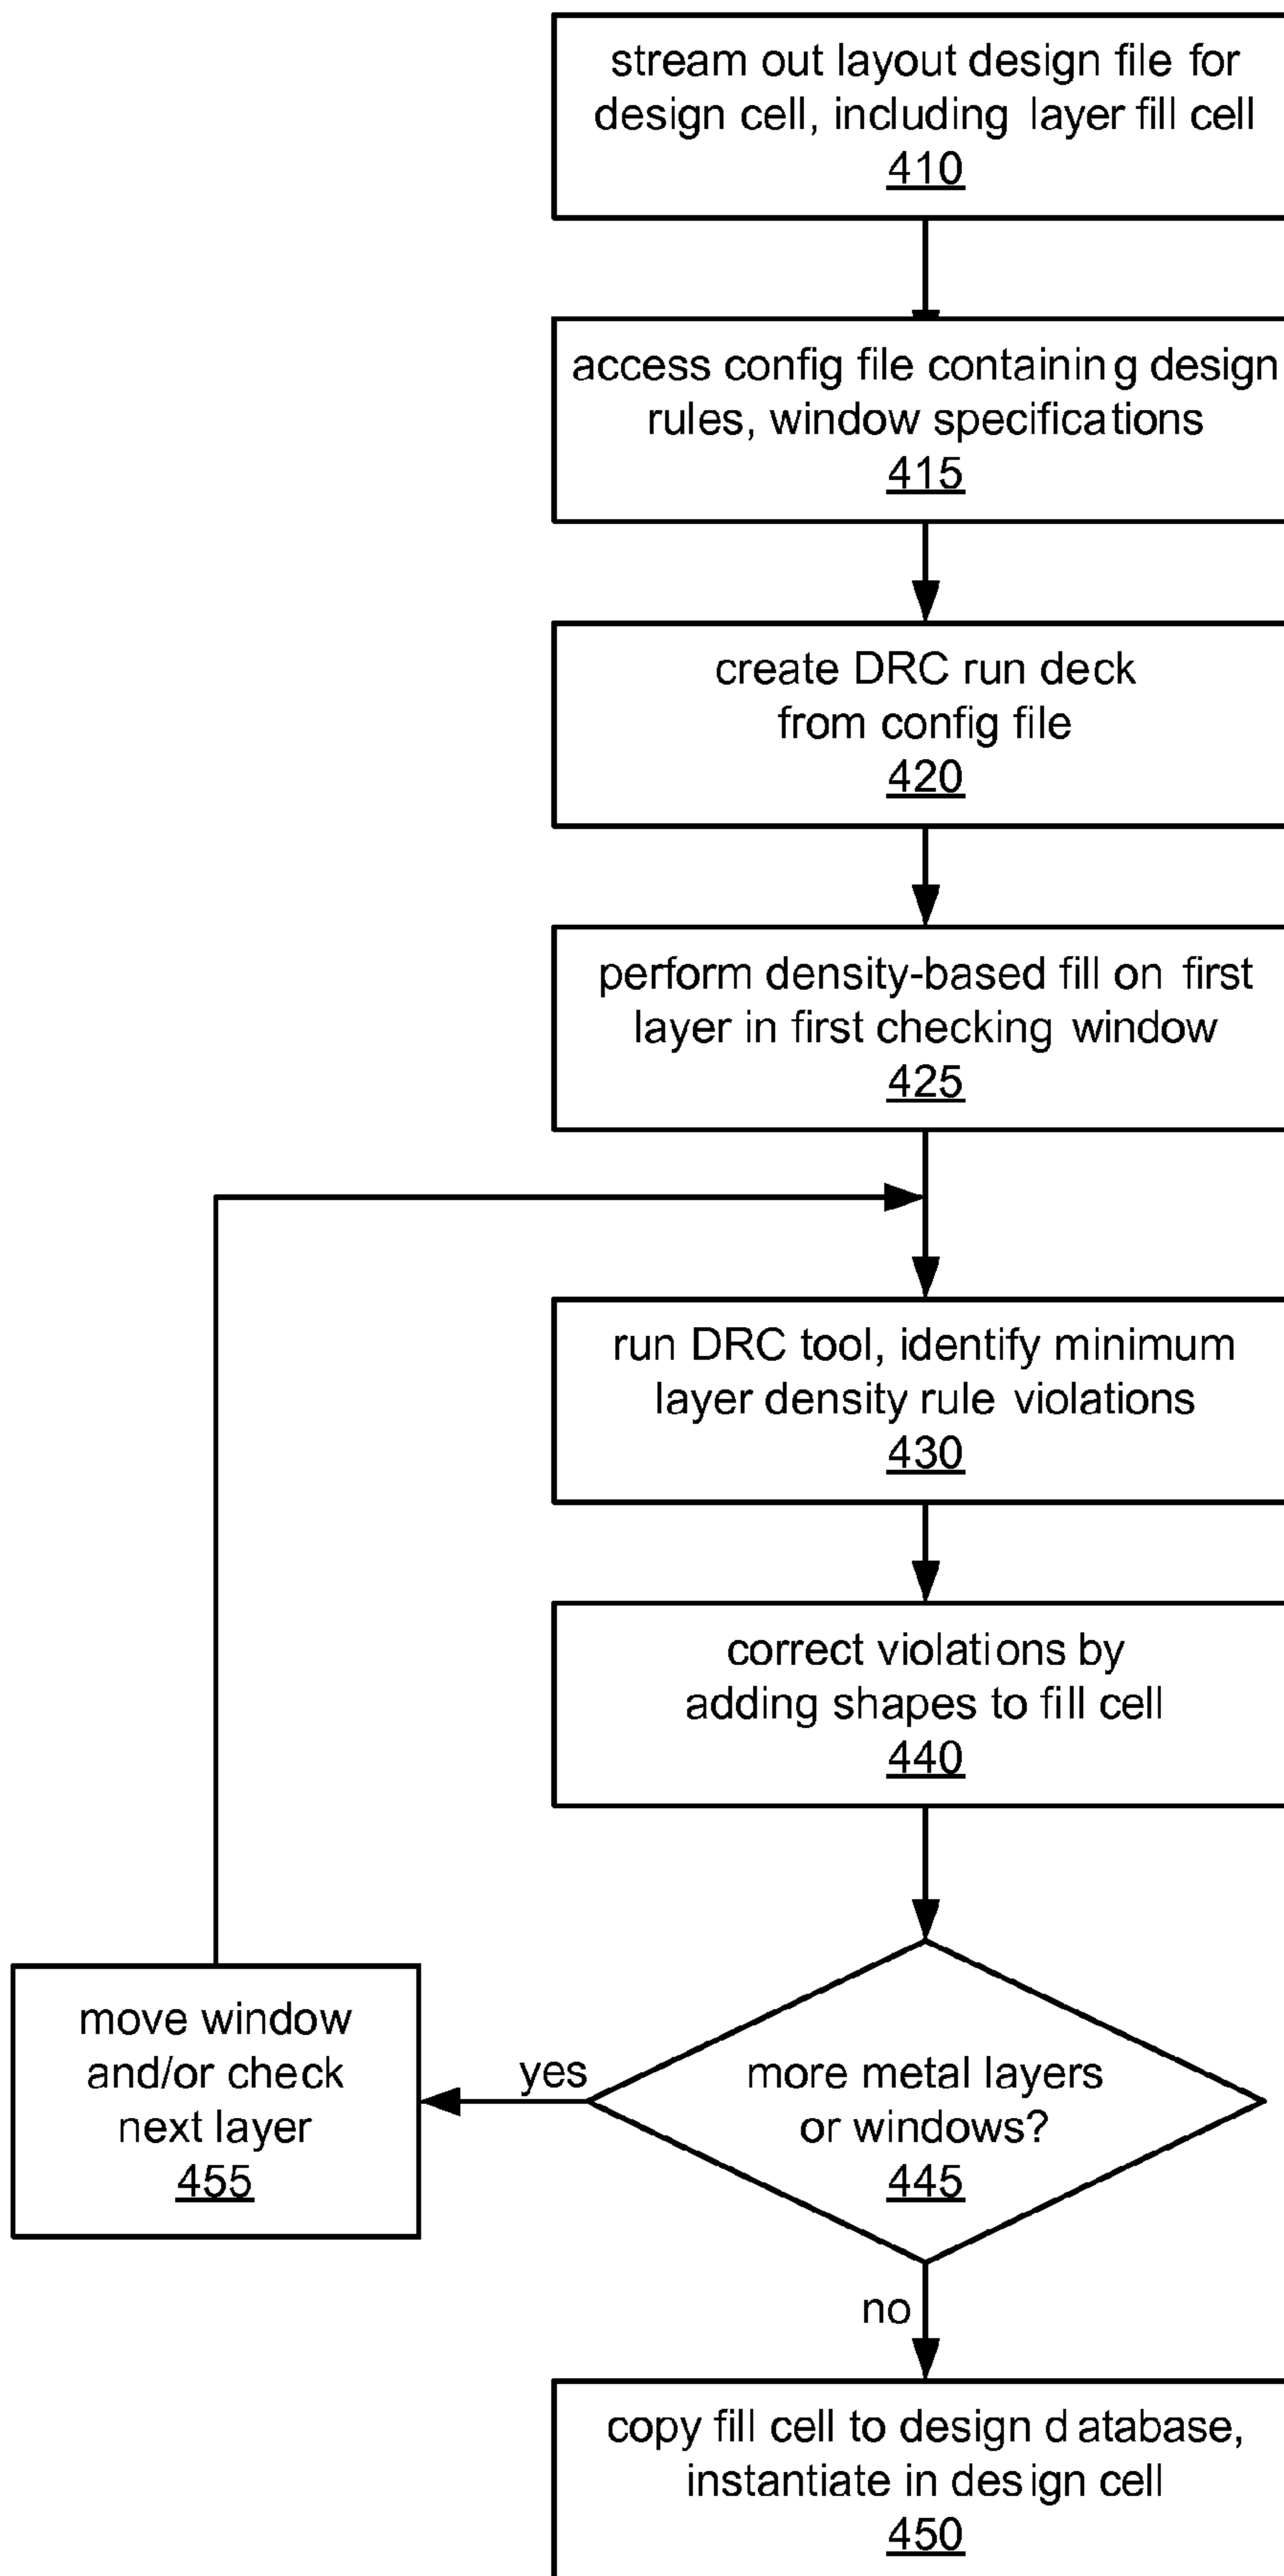 stream out layout design file for
design cell, including layer fill cell
410
access config file containing design
rules, window specifications
415
create DRC run deck
from config file
420
perform density-based fill on first
layer in first checking window
425
run DRC tool, identify minimum
layer density rule violations
430
correct violations by
adding shapes to fill cell
440
more metal layers
or windows?
445
yes
move window
and/or check
next layer
455
no
copy fill cell to design database,
instantiate in design cell
450